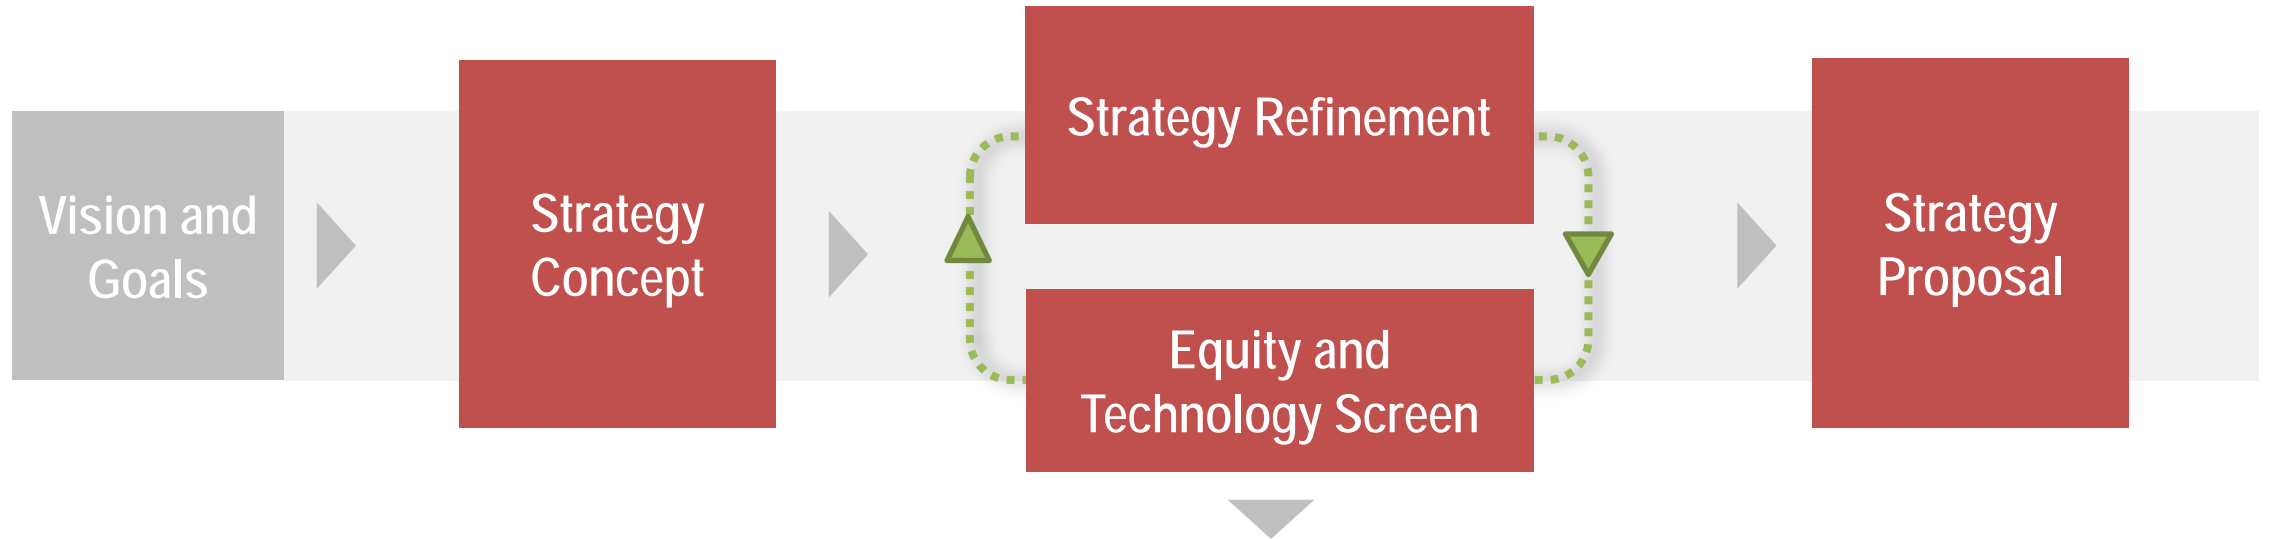 Vision and
Goals
Strategy
Concept
Strategy Refinement
Equity and
Technology Screen
Strategy
Proposal